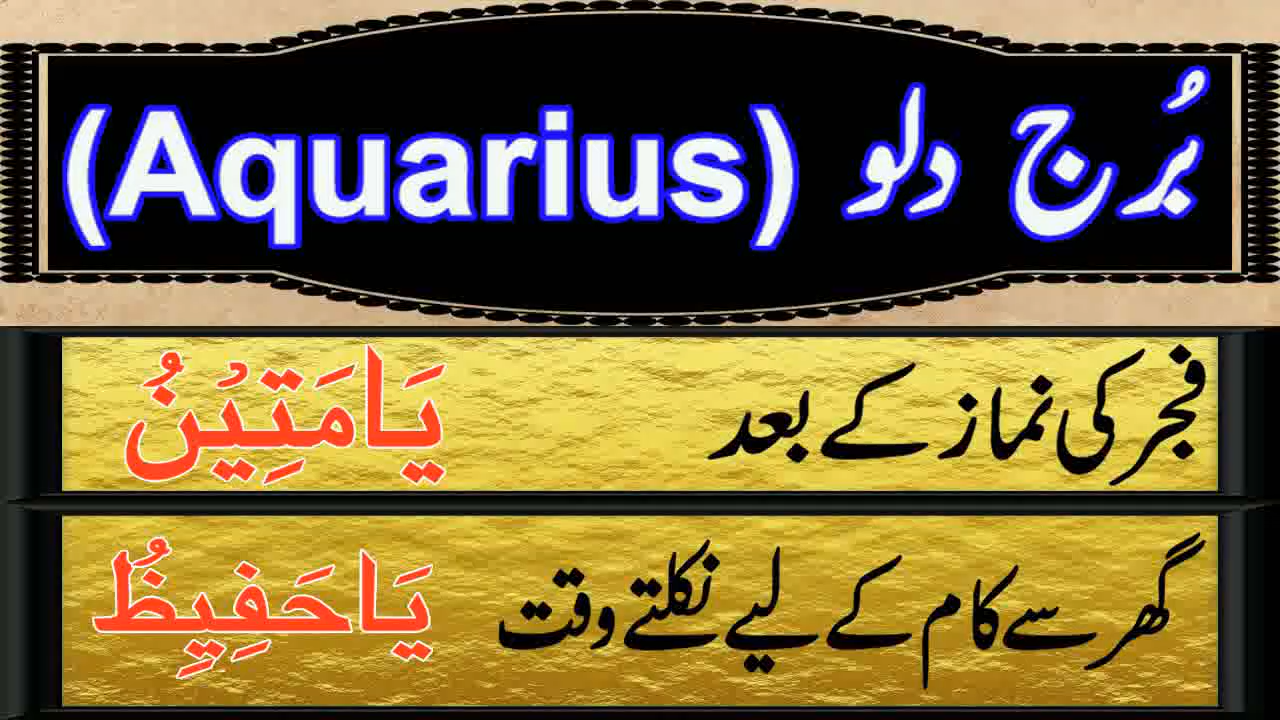 بُرج دلو (Aquarius)
فجر کی نماز کے بعد يَامَتِيْنُ
گھر سے کام کے لیے نکلتے وقت يَاحَفِيِظُ